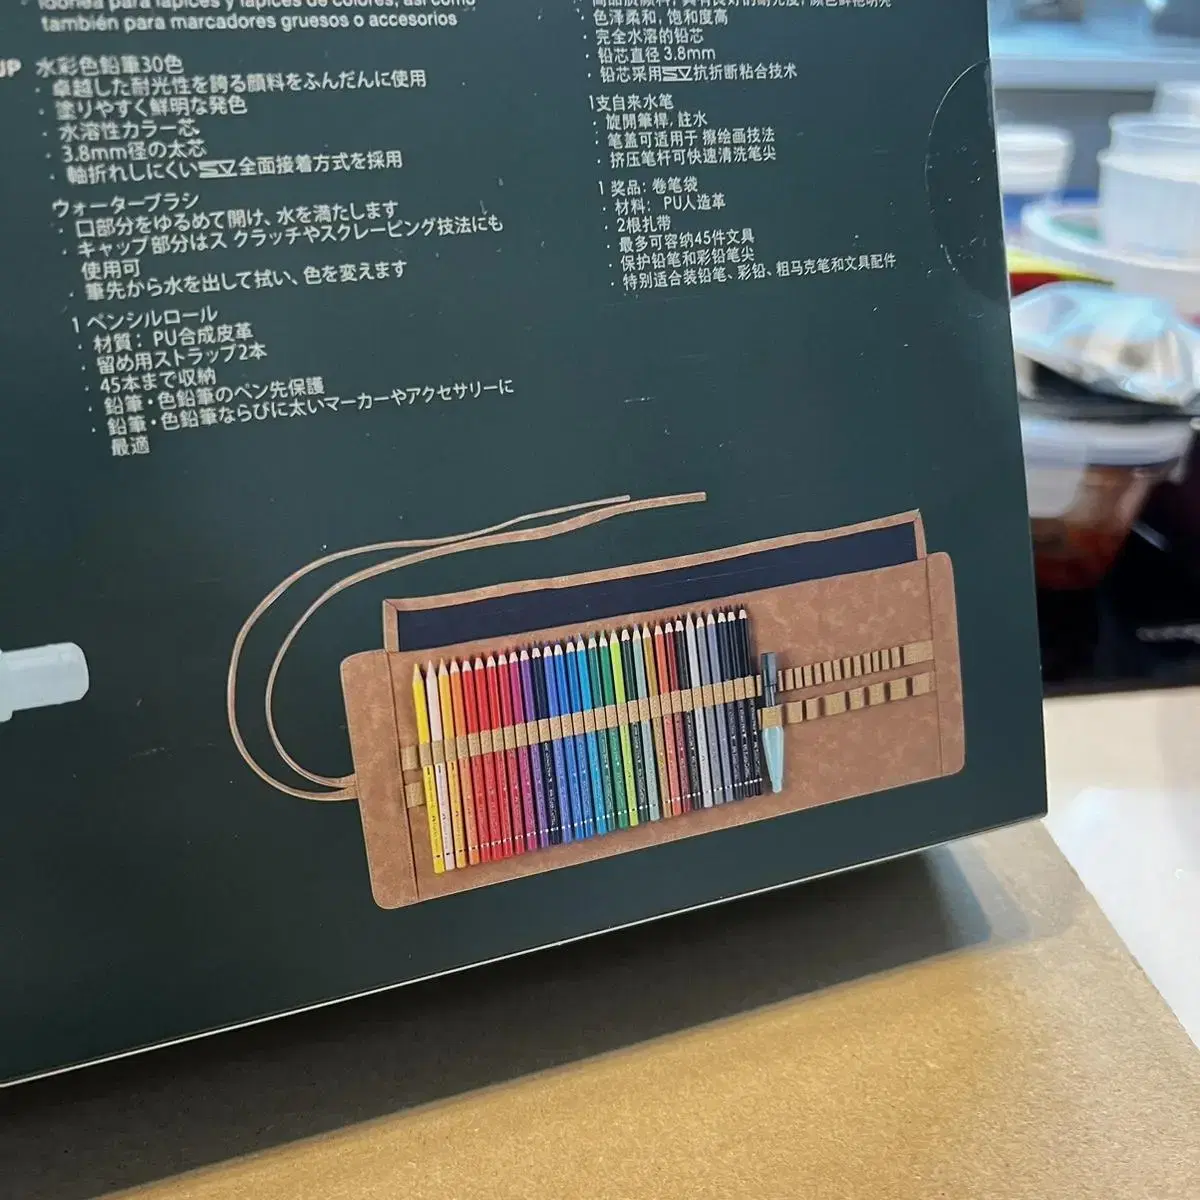 idónea para lápices y lápices de colores, así como
también para marcadores gruesos o accesorios
JP 水彩色鉛筆30色
・卓越した耐光性を誇る顔料をふんだんに使用
・塗りやすく鮮明な発色
・水溶性カラー芯
・3.8mm径の太芯
・軸折れしにくいSV全面接着方式を採用
ウォーターブラシ
・口部分をゆるめて開け、水を満たします
・キャップ部分はス クラッチやスクレーピング技法にも
使用可
・筆先から水を出して拭い、色を変えます
1 ペンシルロール
・材質： PU合成皮革
・留め用ストラップ2本
・45本まで収納
・鉛筆・色鉛筆のペン先保護
・鉛筆・色鉛筆ならびに太いマーカーやアクセサリーに
最適
・色泽柔和, 饱和度高
・完全水溶的铅芯
・铅芯直径 3.8mm
・铅芯采用SV抗折断粘合技术
1支自来水笔
・旋開筆桿, 註水
・笔盖可适用于 擦绘画技法
・挤压笔杆可快速清洗笔尖
1 奖品: 卷笔袋
・材料: PU人造革
・2根扎带
・最多可容纳45件文具
・保护铅笔和彩铅笔尖
・特别适合装铅笔、彩铅、粗马克笔和文具配件